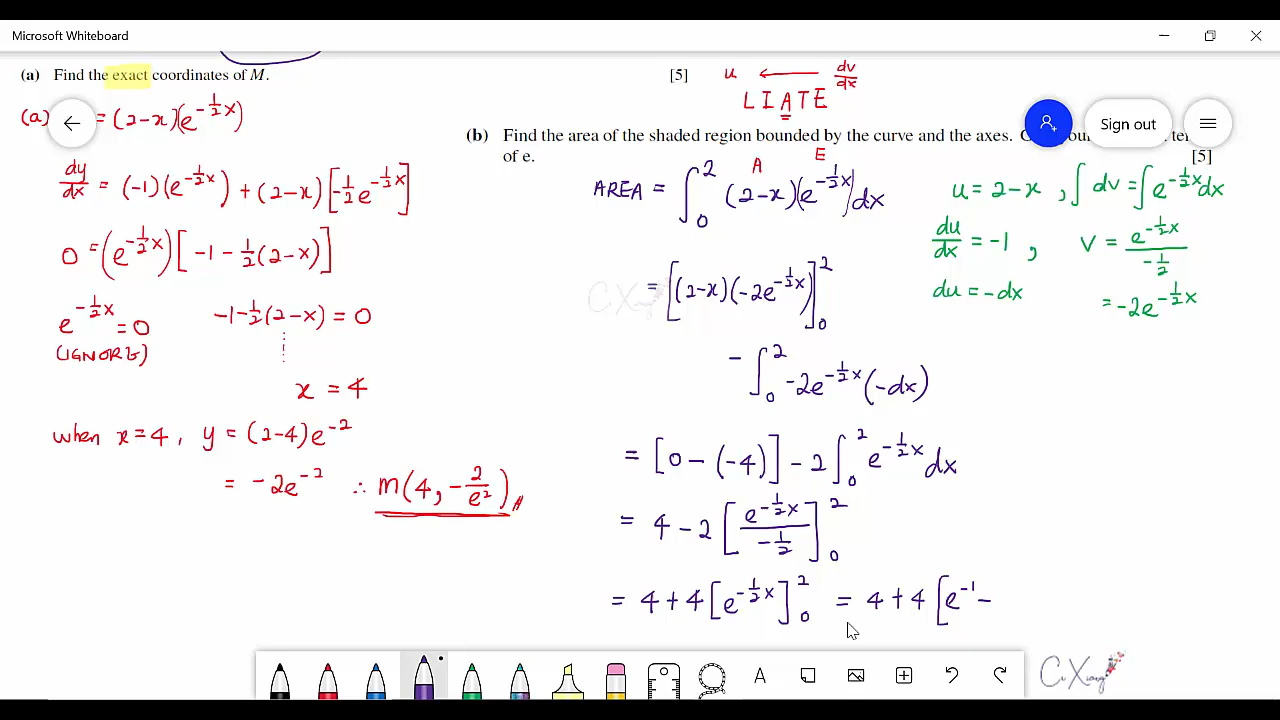 Microsoft Whiteboard
(a) Find the exact coordinates of M. [5]
(a) = (2-x)(e^{-½x})
dy/dx = (-1)(e^{-½x}) + (2-x)[-½e^{-½x}]
0 = (e^{-½x})[-1-½(2-x)]
e^{-½x} = 0    -1-½(2-x) = 0
(IGNORE)
x = 4
when x=4, y = (2-4)e^{-2}
= -2e^{-2} ∴ m(4, -2/e²)
u ← dv/dx
LIATE
Sign out
(b) Find the area of the shaded region bounded by the curve and the axes.
of e. [5]
A E
AREA = ∫₀² (2-x)(e^{-½x})dx
= [(2-x)(-2e^{-½x})]₀²
- ∫₀² -2e^{-½x}(-dx)
= [0-(-4)] - 2∫₀² e^{-½x} dx
= 4 - 2[e^{-½x}/-½]₀²
= 4 + 4[e^{-½x}]₀² = 4 + 4[e^{-1} -
u = 2-x, ∫dv = ∫e^{-½x}dx
du/dx = -1, v = e^{-½x}/-½
du = -dx    = -2e^{-½x}
CXiang